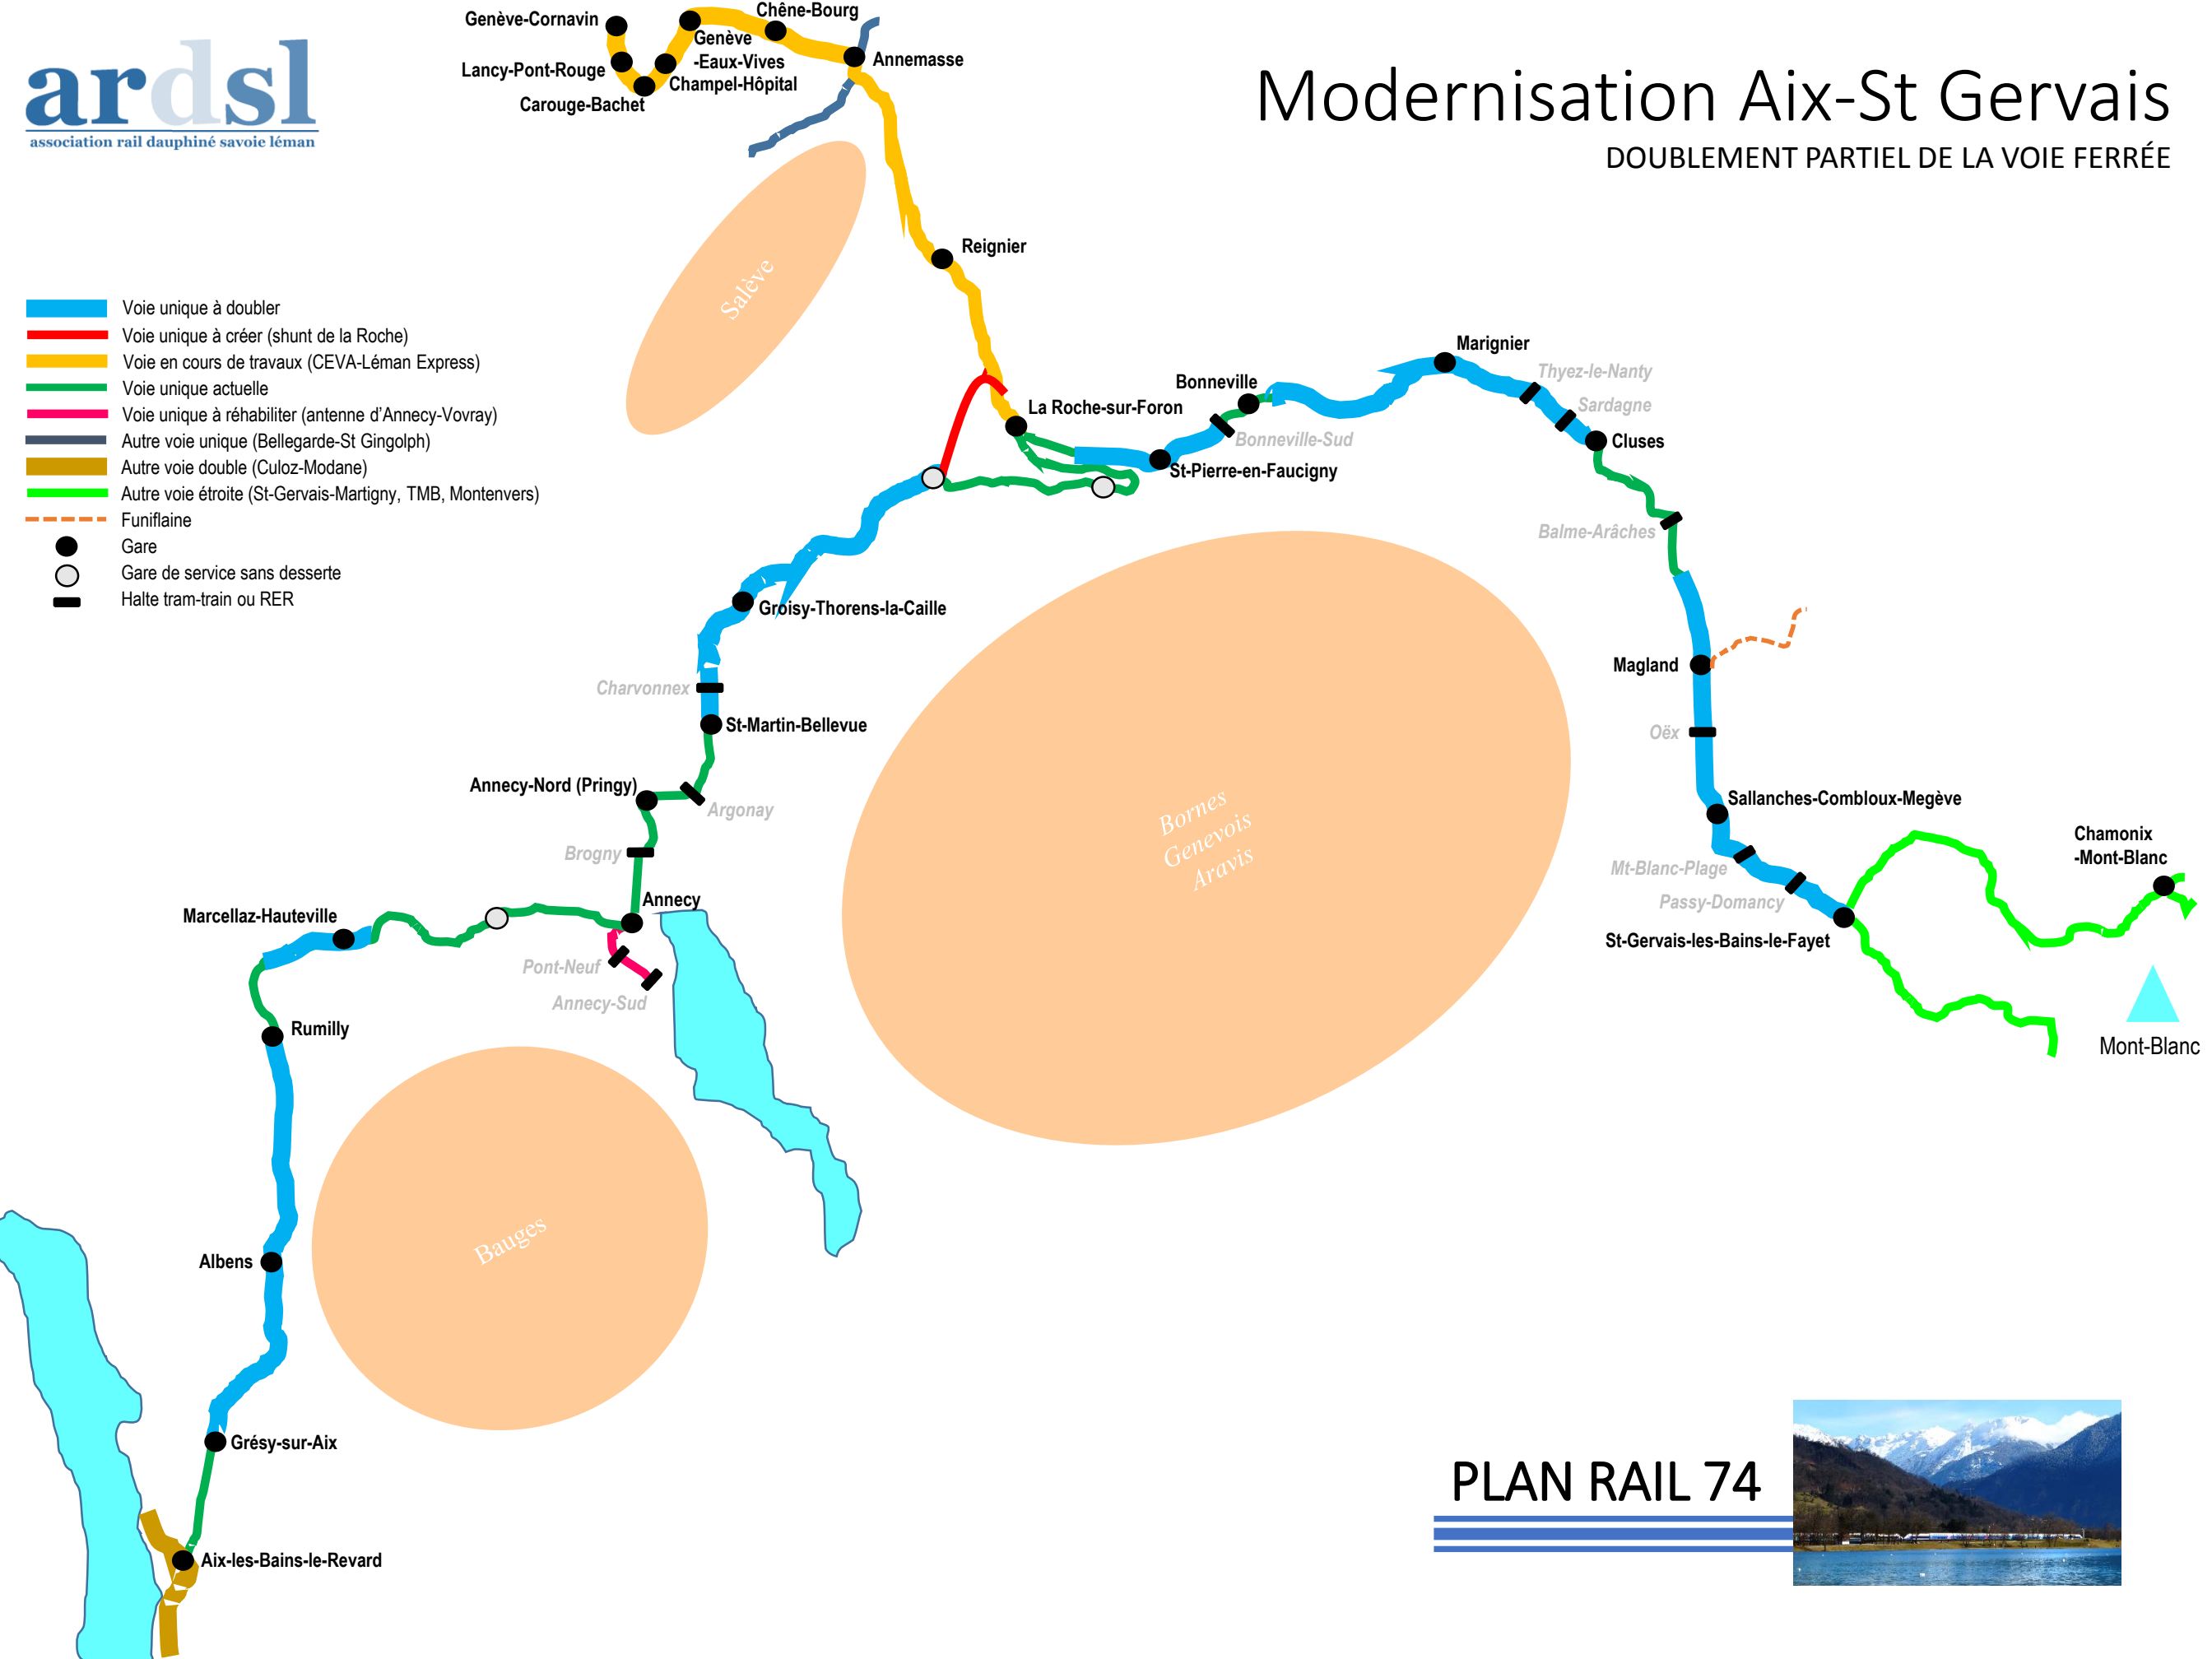 ardsl
association rail dauphiné savoie léman
Modernisation Aix-St Gervais
DOUBLEMENT PARTIEL DE LA VOIE FERRÉE
Genève-Cornavin
Chêne-Bourg
Genève
-Eaux-Vives
Annemasse
Lancy-Pont-Rouge
Champel-Hôpital
Carouge-Bachet
Reignier
Salève
Voie unique à doubler
Voie unique à créer (shunt de la Roche)
Voie en cours de travaux (CEVA-Léman Express)
Voie unique actuelle
Voie unique à réhabiliter (antenne d'Annecy-Vovray)
Autre voie unique (Bellegarde-St Gingolph)
Autre voie double (Culoz-Modane)
Autre voie étroite (St-Gervais-Martigny, TMB, Montenvers)
Funiflaine
Gare
Gare de service sans desserte
Halte tram-train ou RER
Marignier
Thyez-le-Nanty
Bonneville
Sardagne
La Roche-sur-Foron
Bonneville-Sud
Cluses
St-Pierre-en-Faucigny
Balme-Arâches
Groisy-Thorens-la-Caille
Magland
Charvonnex
St-Martin-Bellevue
Oëx
Annecy-Nord (Pringy)
Argonay
Sallanches-Combloux-Megève
Bornes
Genevois
Aravis
Chamonix
-Mont-Blanc
Brogny
Mt-Blanc-Plage
Annecy
Passy-Domancy
Marcellaz-Hauteville
St-Gervais-les-Bains-le-Fayet
Pont-Neuf
Annecy-Sud
Rumilly
Mont-Blanc
Bauges
Albens
Grésy-sur-Aix
PLAN RAIL 74
Aix-les-Bains-le-Revard